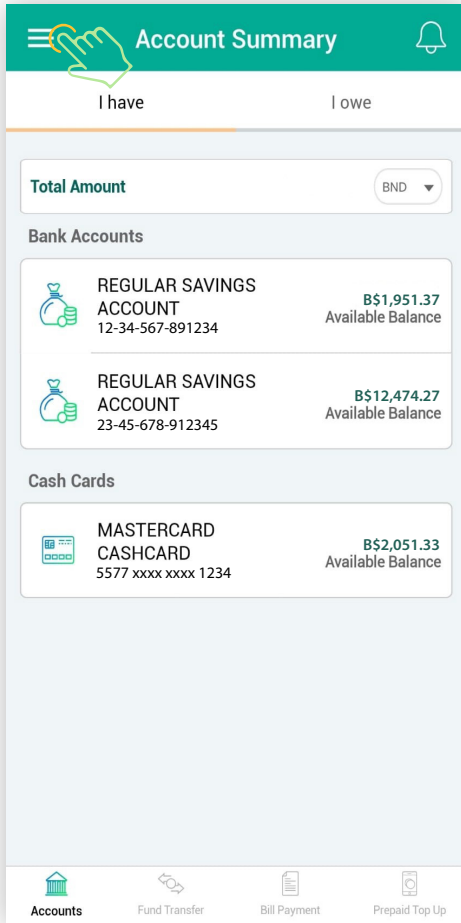 Account Summary
I have
I owe
Total Amount
BND
Bank Accounts
REGULAR SAVINGS
ACCOUNT
12-34-567-891234
B$1,951.37
Available Balance
REGULAR SAVINGS
ACCOUNT
23-45-678-912345
B$12,474.27
Available Balance
Cash Cards
MASTERCARD
CASHCARD
5577 xxxx xxxx 1234
B$2,051.33
Available Balance
Accounts
Fund Transfer
Bill Payment
Prepaid Top Up